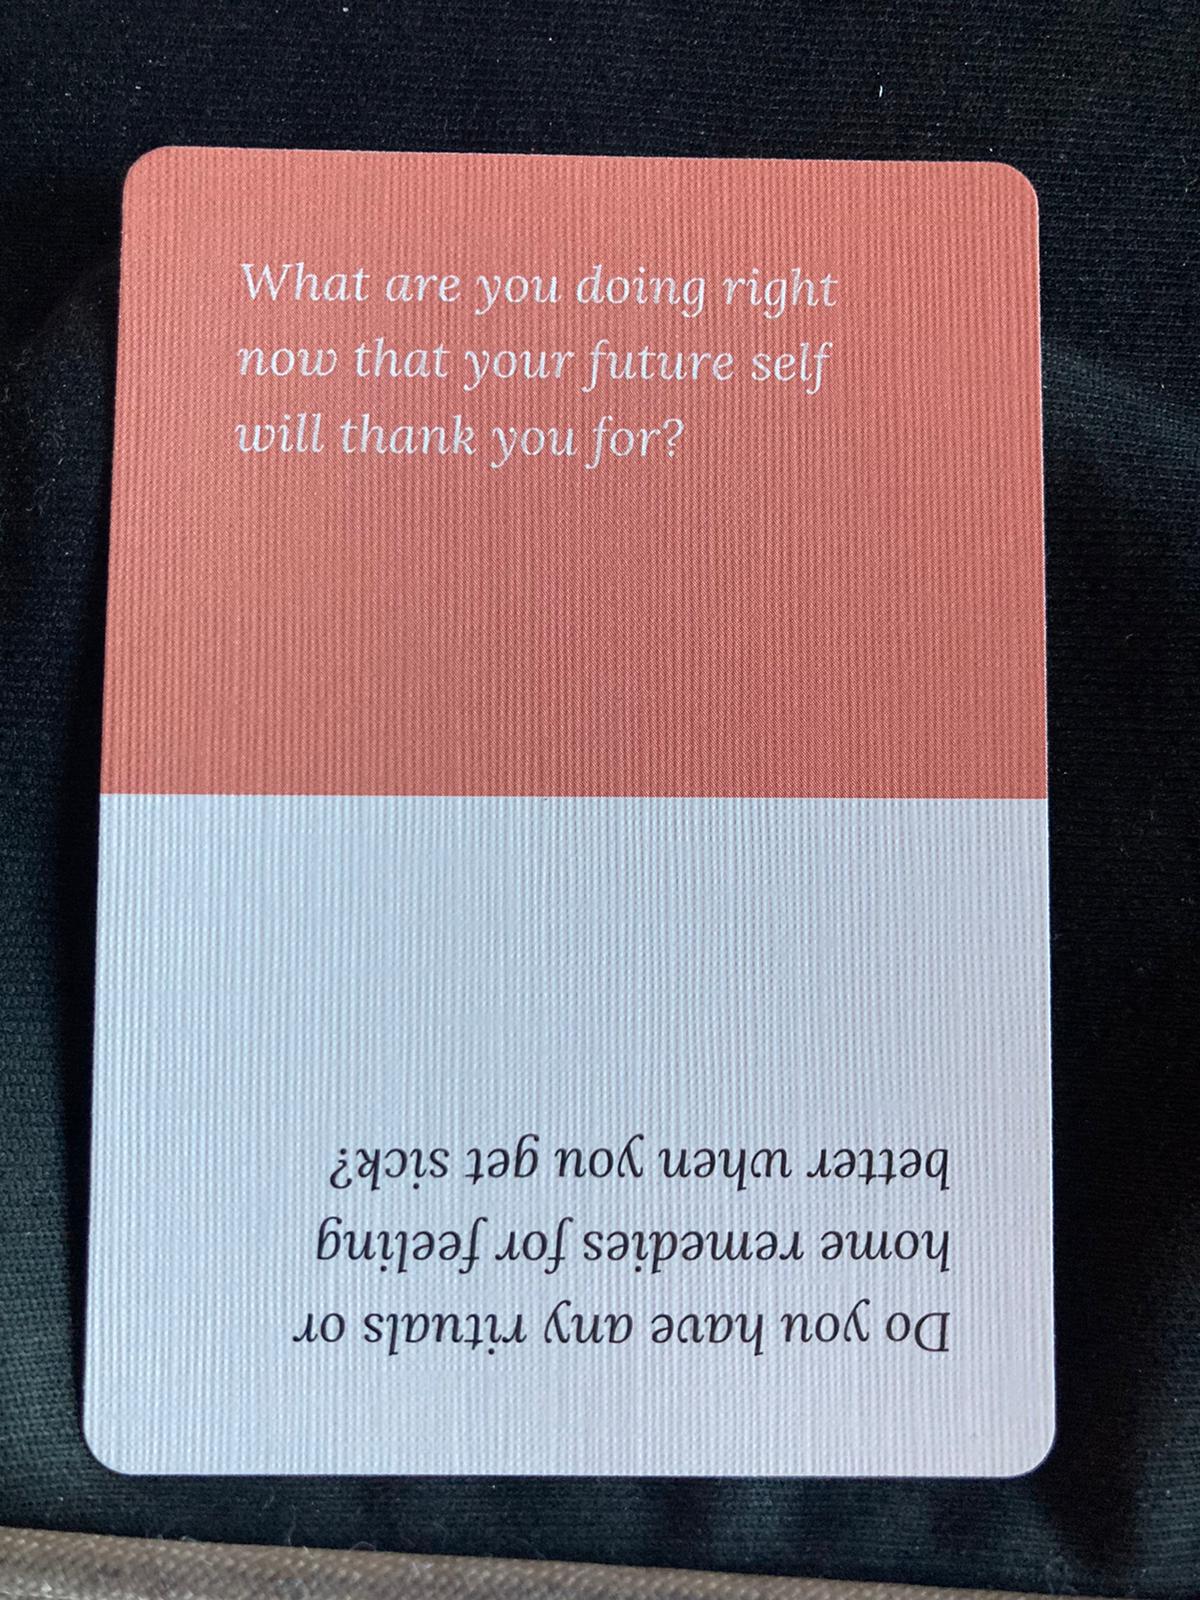 What are you doing right
now that your future self
will thank you for?
Do you have any rituals or
home remedies for feeling
better when you get sick?